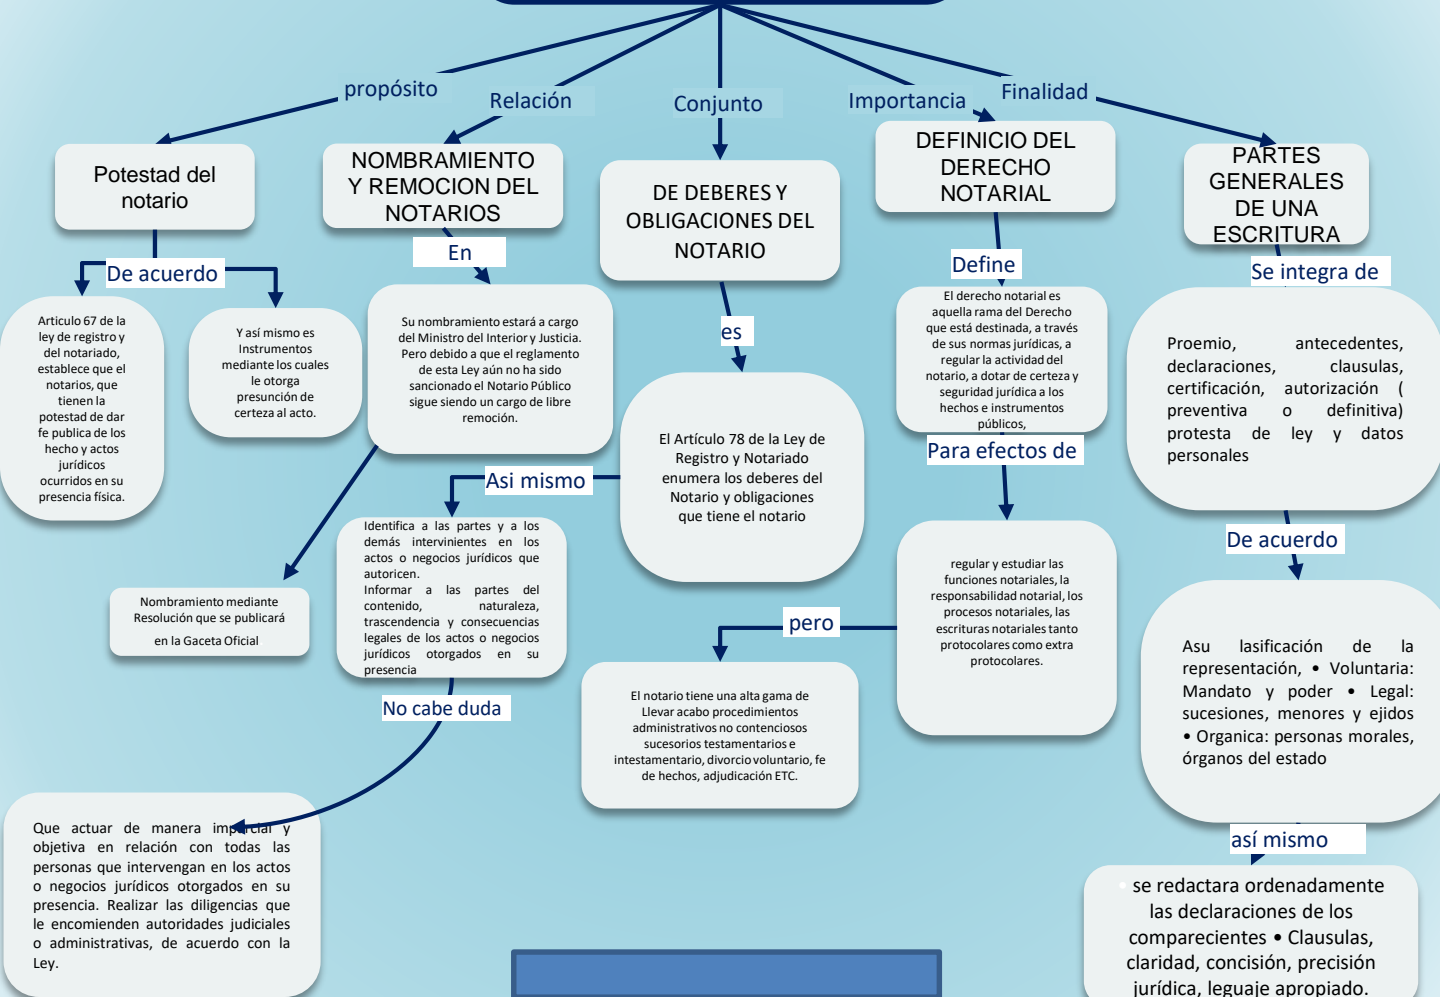 propósito
Relación
Conjunto
Importancia
Finalidad
Potestad del
notario
De acuerdo
Articulo 67 de la
ley de registro y
del notariado,
establece que el
notarios, que
tienen la
potestad de dar
fe publica de los
hecho y actos
jurídicos
ocurridos en su
presencia física.
Y así mismo es
Instrumentos
mediante los cuales
le otorga
presunción de
certeza al acto.
NOMBRAMIENTO
Y REMOCION DEL
NOTARIOS
En
Su nombramiento estará a cargo
del Ministro del Interior y Justicia.
Pero debido a que el reglamento
de esta Ley aún no ha sido
sancionado el Notario Público
sigue siendo un cargo de libre
remoción.
Nombramiento mediante
Resolución que se publicará
en la Gaceta Oficial
DE DEBERES Y
OBLIGACIONES DEL
NOTARIO
es
El Artículo 78 de la Ley de
Registro y Notariado
enumera los deberes del
Notario y obligaciones
que tiene el notario
Asi mismo
Identifica a las partes y a los
demás intervinientes en los
actos o negocios jurídicos que
autoricen.
Informar a las partes del
contenido, naturaleza,
trascendencia y consecuencias
legales de los actos o negocios
jurídicos otorgados en su
presencia
No cabe duda
Que actuar de manera imparcial y
objetiva en relación con todas las
personas que intervengan en los actos
o negocios jurídicos otorgados en su
presencia. Realizar las diligencias que
le encomienden autoridades judiciales
o administrativas, de acuerdo con la
Ley.
DEFINICIO DEL
DERECHO
NOTARIAL
Define
El derecho notarial es
aquella rama del Derecho
que está destinada, a través
de sus normas jurídicas, a
regular la actividad del
notario, a dotar de certeza y
seguridad jurídica a los
hechos e instrumentos
públicos,
Para efectos de
regular y estudiar las
funciones notariales, la
responsabilidad notarial, los
procesos notariales, las
escrituras notariales tanto
protocolares como extra
protocolares.
pero
El notario tiene una alta gama de
Llevar acabo procedimientos
administrativos no contenciosos
sucesorios testamentarios e
intestamentario, divorcio voluntario, fe
de hechos, adjudicación ETC.
PARTES
GENERALES
DE UNA
ESCRITURA
Se integra de
Proemio, antecedentes,
declaraciones, clausulas,
certificación, autorización (
preventiva o definitiva)
protesta de ley y datos
personales
De acuerdo
Asu lasificación de la
representación, • Voluntaria:
Mandato y poder • Legal:
sucesiones, menores y ejidos
• Organica: personas morales,
órganos del estado
así mismo
• se redactara ordenadamente
las declaraciones de los
comparecientes • Clausulas,
claridad, concisión, precisión
jurídica, leguaje apropiado.